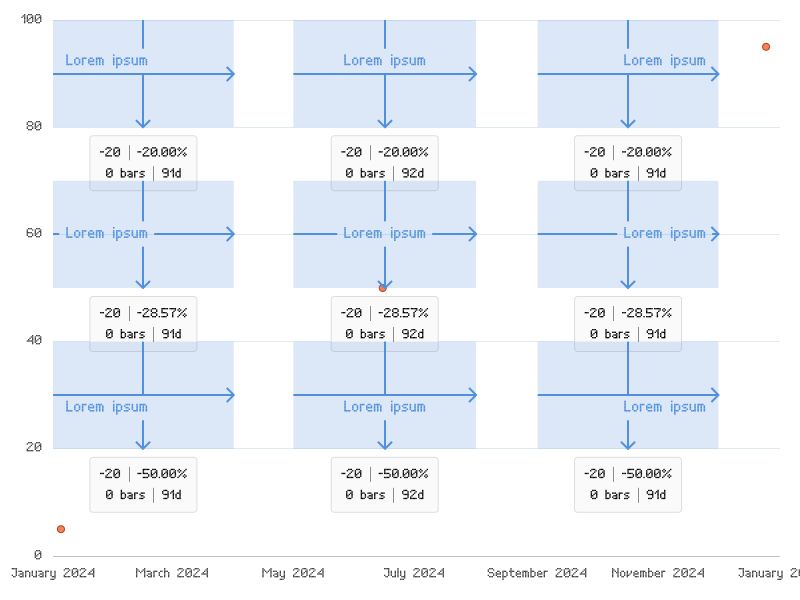 100
Lorem ipsum Lorem ipsum Lorem ipsum
80
-20 | -20.00% -20 | -20.00% -20 | -20.00%
0 bars | 91d 0 bars | 92d 0 bars | 91d
60 Lorem ipsum Lorem ipsum Lorem ipsum
-20 | -28.57% -20 | -28.57% -20 | -28.57%
0 bars | 91d 0 bars | 92d 0 bars | 91d
40
Lorem ipsum Lorem ipsum Lorem ipsum
20
-20 | -50.00% -20 | -50.00% -20 | -50.00%
0 bars | 91d 0 bars | 92d 0 bars | 91d
0
January 2024 March 2024 May 2024 July 2024 September 2024 November 2024 January